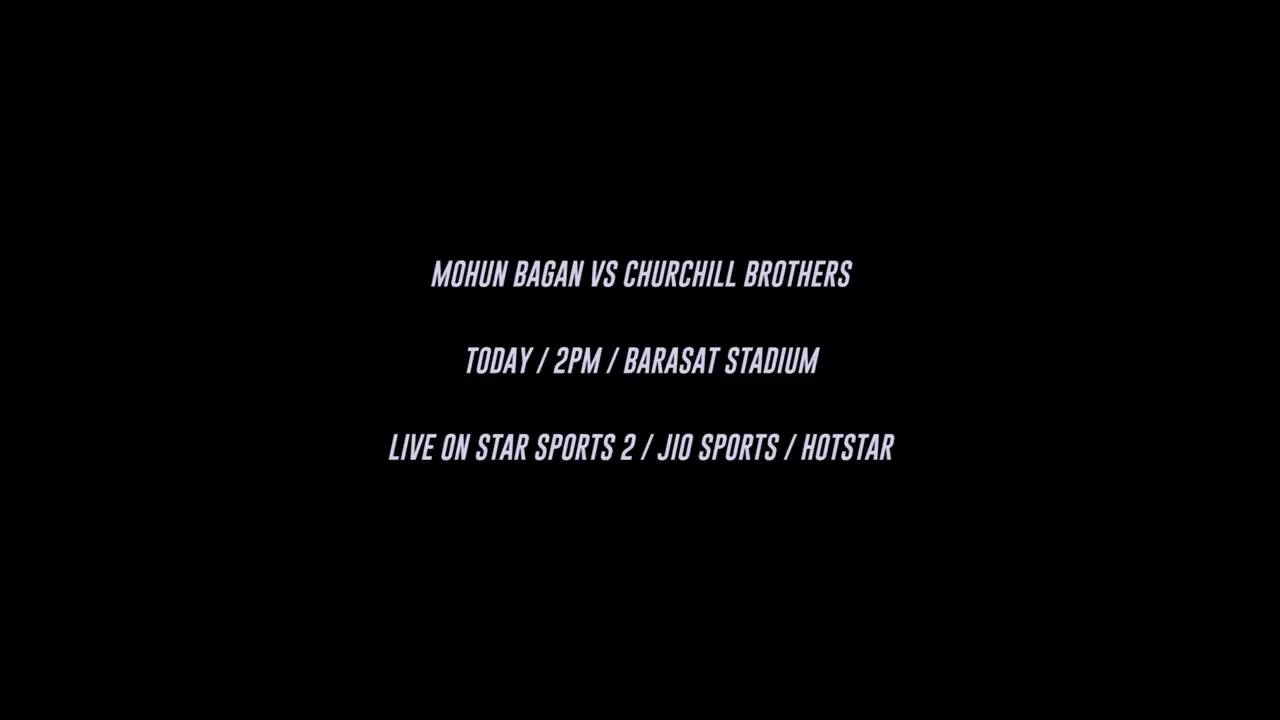 MOHUN BAGAN VS CHURCHILL BROTHERS
TODAY / 2PM / BARASAT STADIUM
LIVE ON STAR SPORTS 2 / JIO SPORTS / HOTSTAR